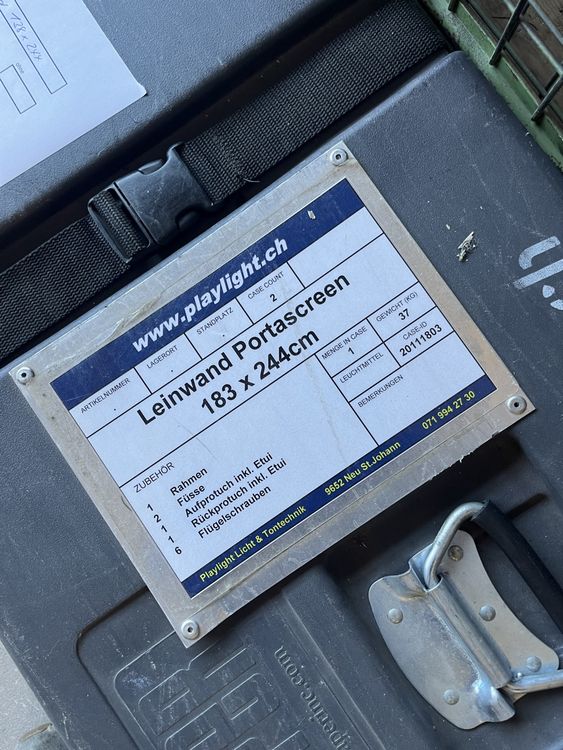 138 x 244
www.playlight.ch
ARTIKELNUMMER
LAGERORT
STANDPLATZ
CASE COUNT
2
Leinwand Portascreen
183 x 244cm
MENGE IN CASE
1
GEWICHT (KG)
37
LEUCHTMITTEL
CASE-ID
20111803
BEMERKUNGEN
ZUBEHÖR
1 Rahmen
2 Füsse
1 Aufprotuch inkl. Etui
1 Rückprotuch inkl. Etui
6 Flügelschrauben
Playlight Licht & Tontechnik 9652 Neu St.Johann 071 994 27 30